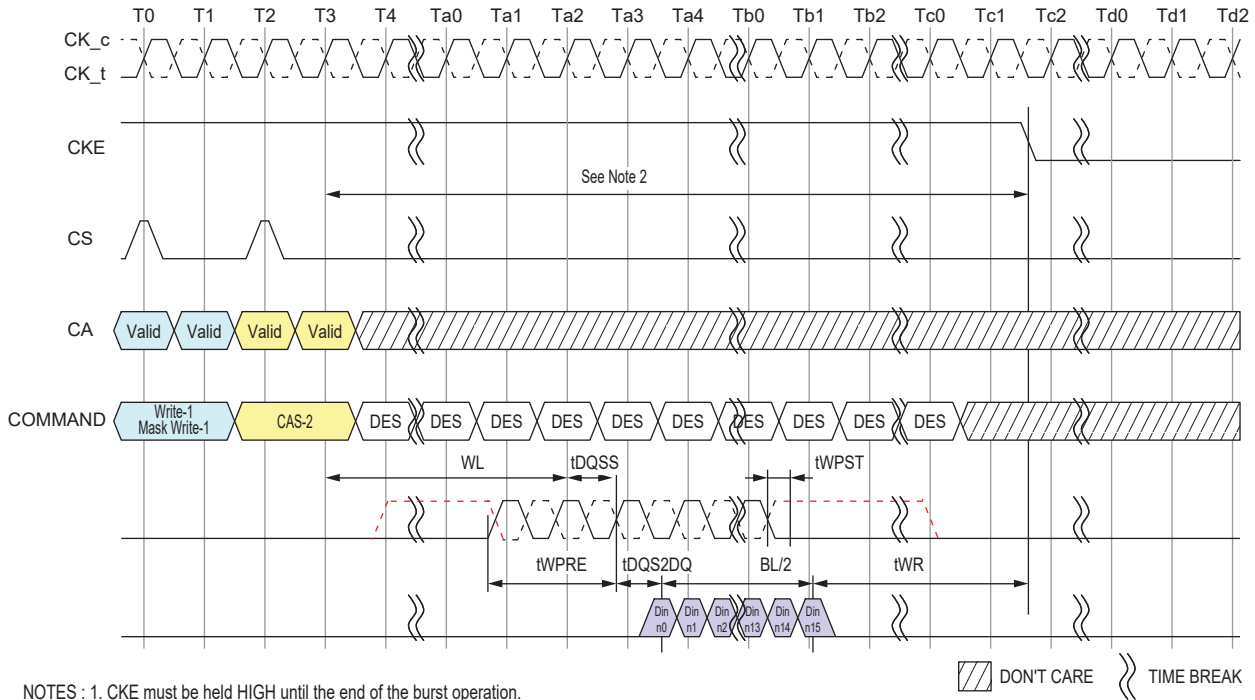 T0 T1 T2 T3 T4 Ta0 Ta1 Ta2 Ta3 Ta4 Tb0 Tb1 Tb2 Tc0 Tc1 Tc2 Td0 Td1 Td2
CK_c
CK_t
CKE
See Note 2
CS
CA Valid Valid Valid Valid
COMMAND Write-1 Mask Write-1 CAS-2 DES DES DES DES DES DES DES DES DES DES
WL tDQSS tWPST
tWPRE tDQS2DQ BL/2 tWR
Din n0 Din n1 Din n2 Din n13 Din n14 Din n15
DON'T CARE TIME BREAK
NOTES : 1. CKE must be held HIGH until the end of the burst operation.